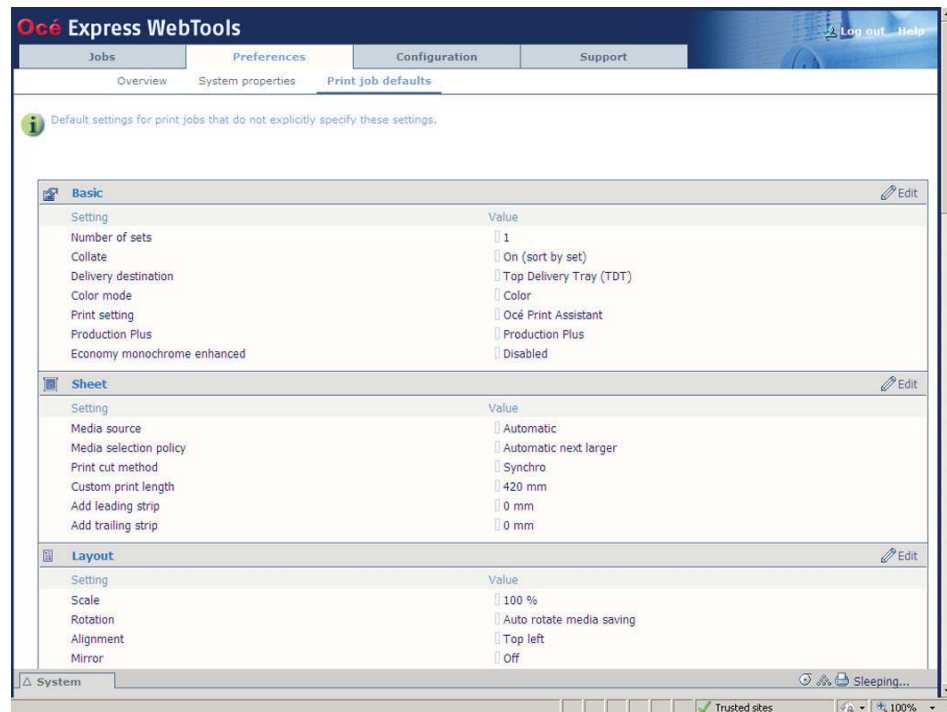 Océ Express WebTools
Log out Help
Jobs Preferences Configuration Support
Overview System properties Print job defaults
Default settings for print jobs that do not explicitly specify these settings.
Basic Edit
Setting Value
Number of sets 1
Collate On (sort by set)
Delivery destination Top Delivery Tray (TDT)
Color mode Color
Print setting Océ Print Assistant
Production Plus Production Plus
Economy monochrome enhanced Disabled
Sheet Edit
Setting Value
Media source Automatic
Media selection policy Automatic next larger
Print cut method Synchro
Custom print length 420 mm
Add leading strip 0 mm
Add trailing strip 0 mm
Layout Edit
Setting Value
Scale 100 %
Rotation Auto rotate media saving
Alignment Top left
Mirror Off
System Sleeping...
Trusted sites 100%